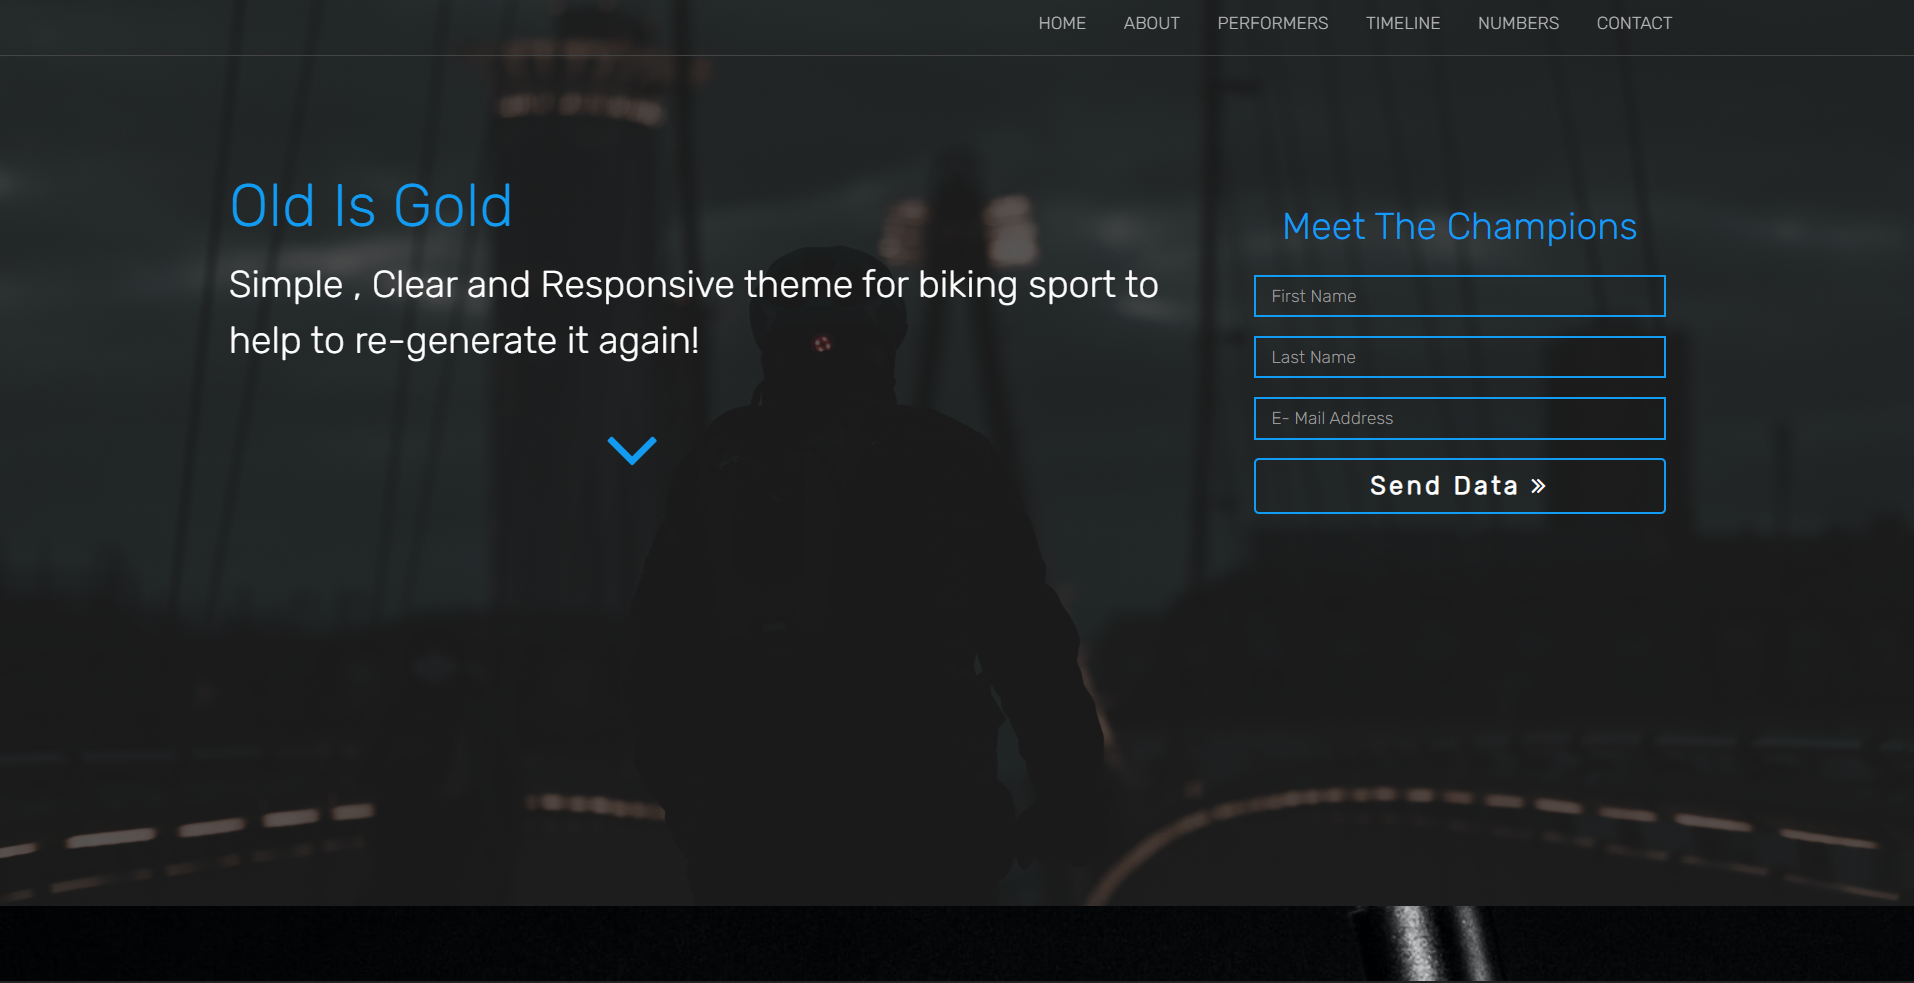 HOME ABOUT PERFORMERS TIMELINE NUMBERS CONTACT
Old Is Gold
Simple , Clear and Responsive theme for biking sport to
help to re-generate it again!
Meet The Champions
First Name
Last Name
E- Mail Address
Send Data »